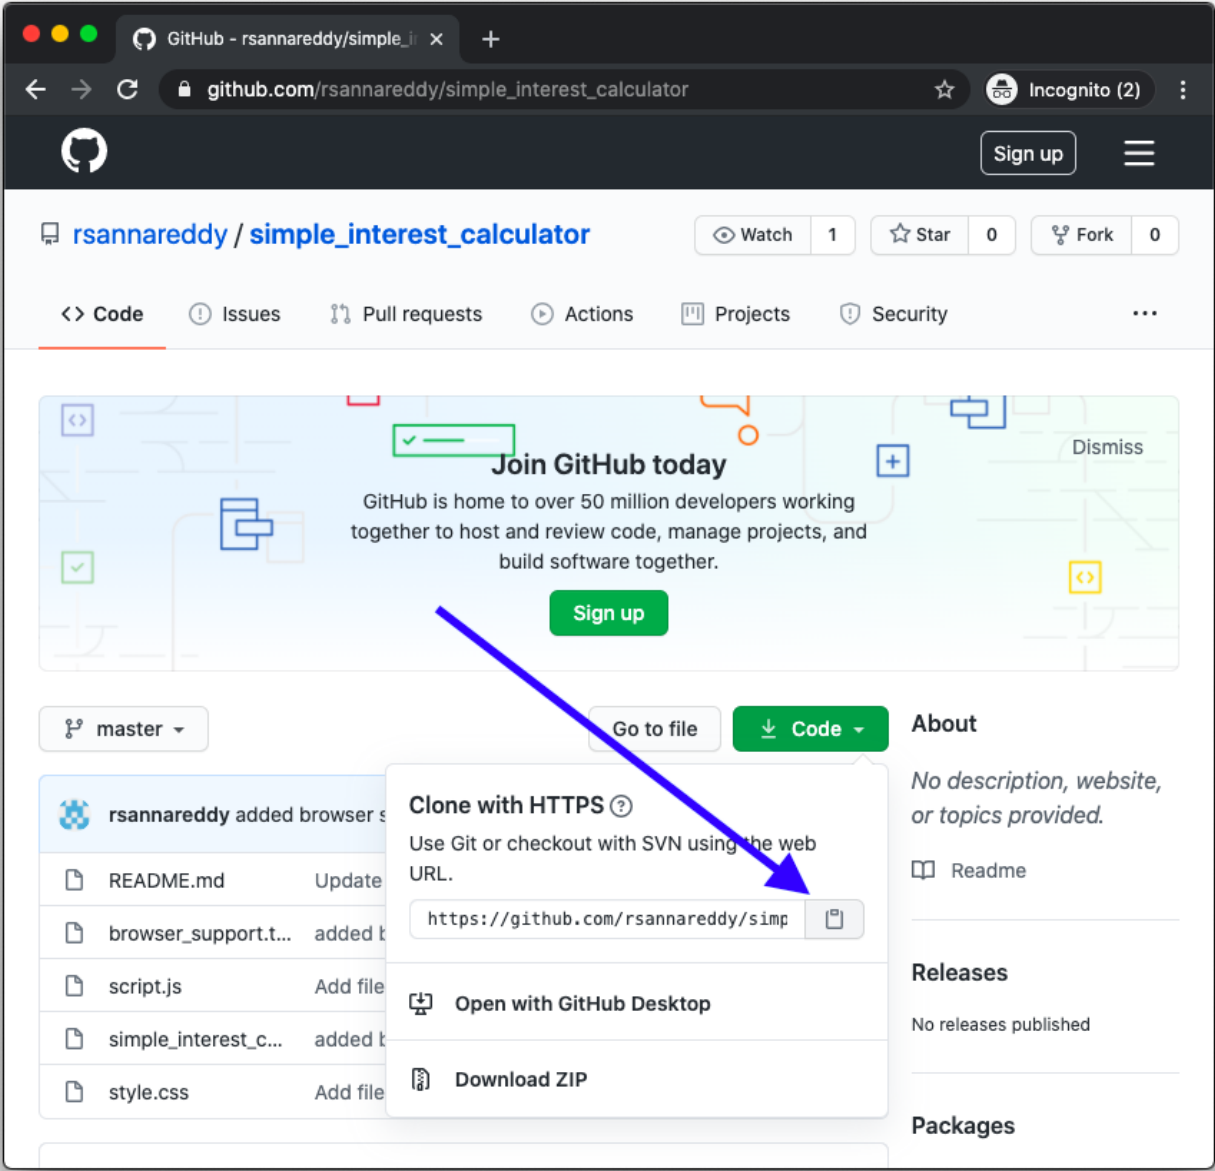 GitHub - rsannareddy/simple_i
github.com/rsannareddy/simple_interest_calculator
Incognito (2)
Sign up
rsannareddy / simple_interest_calculator
Watch 1
Star 0
Fork 0
Code
Issues
Pull requests
Actions
Projects
Security
Dismiss
Join GitHub today
GitHub is home to over 50 million developers working
together to host and review code, manage projects, and
build software together.
Sign up
master
Go to file
Code
Clone with HTTPS
Use Git or checkout with SVN using the web
URL.
https://github.com/rsannareddy/simp
Open with GitHub Desktop
Download ZIP
rsannareddy added browser s
README.md Update
browser_support.t... added b
script.js Add file
simple_interest_c... added b
style.css Add file
About
No description, website,
or topics provided.
Readme
Releases
No releases published
Packages